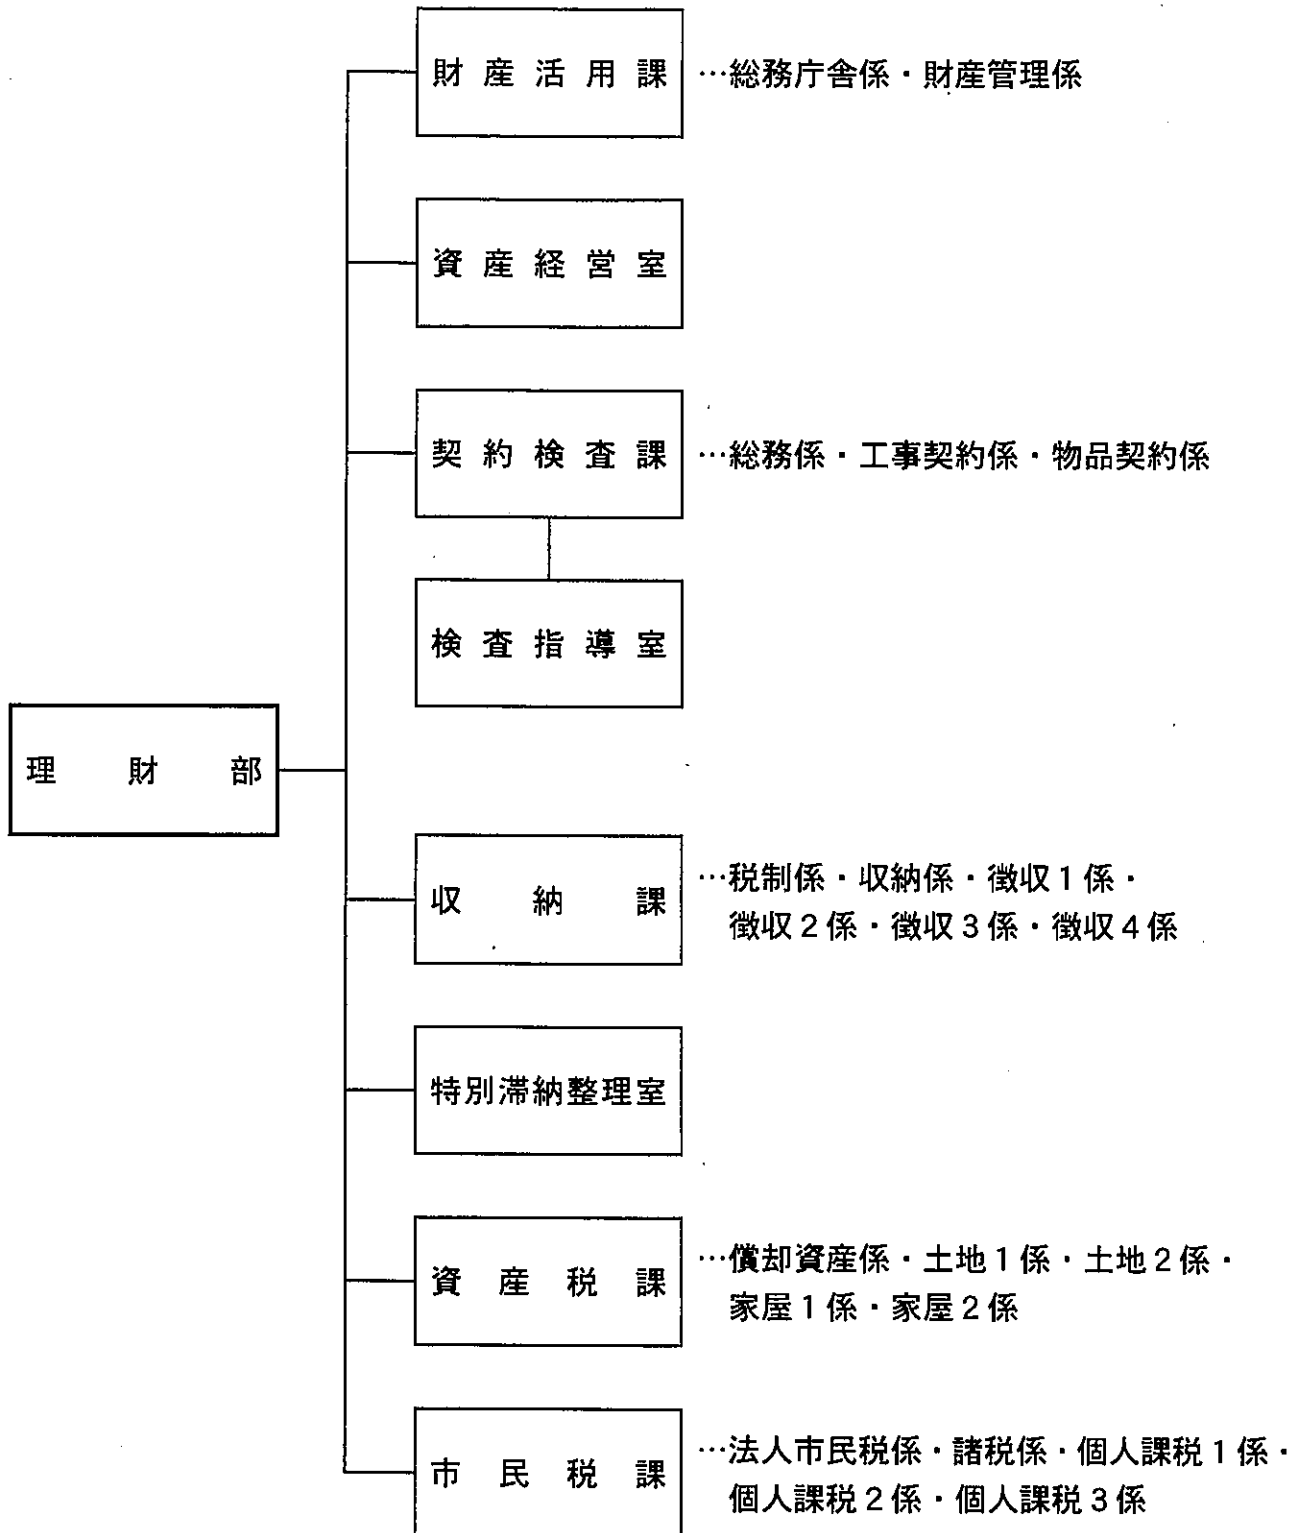 財産活用課 …総務庁舎係・財産管理係
資産経営室
契約検査課 …総務係・工事契約係・物品契約係
検査指導室
理財部
収納課 …税制係・収納係・徴収1係・
徴収2係・徴収3係・徴収4係
特別滞納整理室
資産税課 …償却資産係・土地1係・土地2係・
家屋1係・家屋2係
市民税課 …法人市民税係・諸税係・個人課税1係・
個人課税2係・個人課税3係